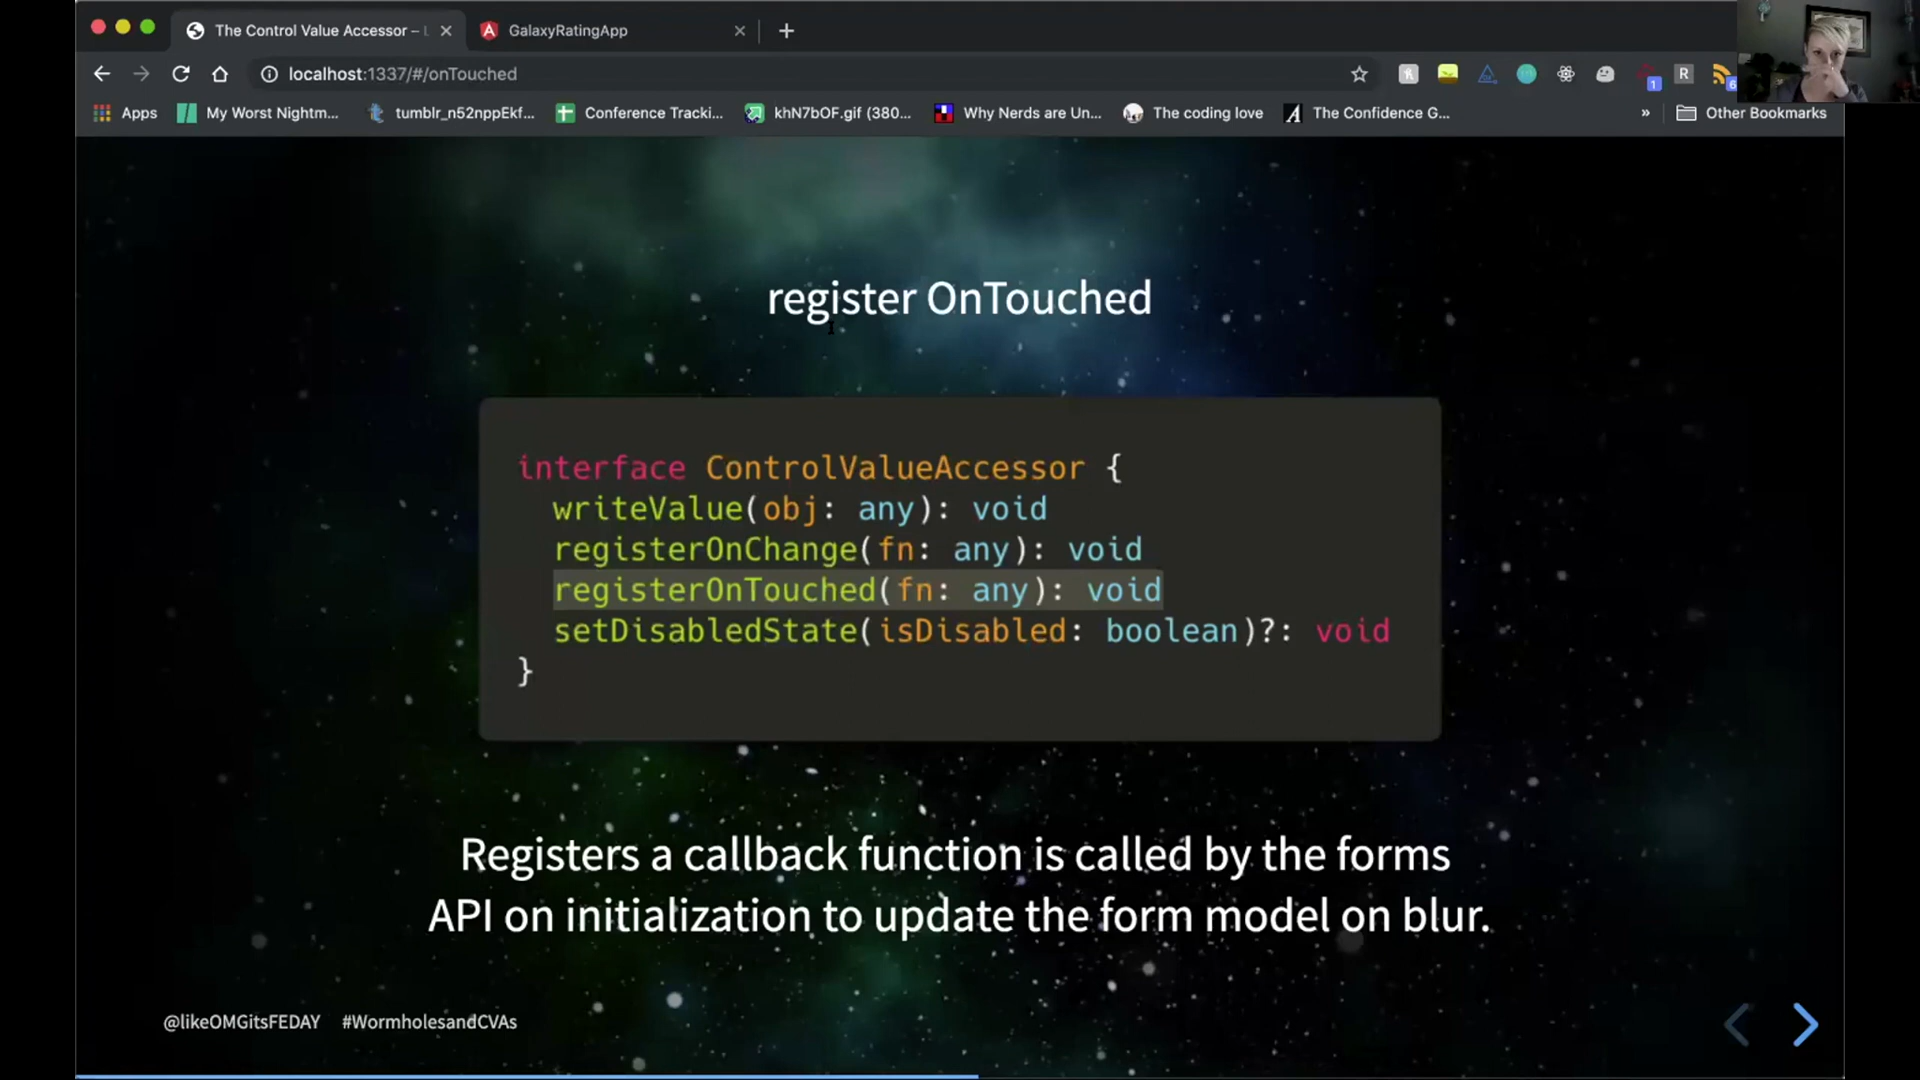 The Control Value Accessor –
GalaxyRatingApp
localhost:1337/#/onTouched
1
R
6
Apps
My Worst Nightm...
tumblr_n52nppEkf...
Conference Tracki...
khN7bOF.gif (380...
Why Nerds are Un...
The coding love
The Confidence G...
»
Other Bookmarks
register OnTouched
interface ControlValueAccessor {
writeValue(obj: any): void
registerOnChange(fn: any): void
registerOnTouched(fn: any): void
setDisabledState(isDisabled: boolean)?: void
}
Registers a callback function is called by the forms
API on initialization to update the form model on blur.
@likeOMGitsFEDAY #WormholesandCVAs